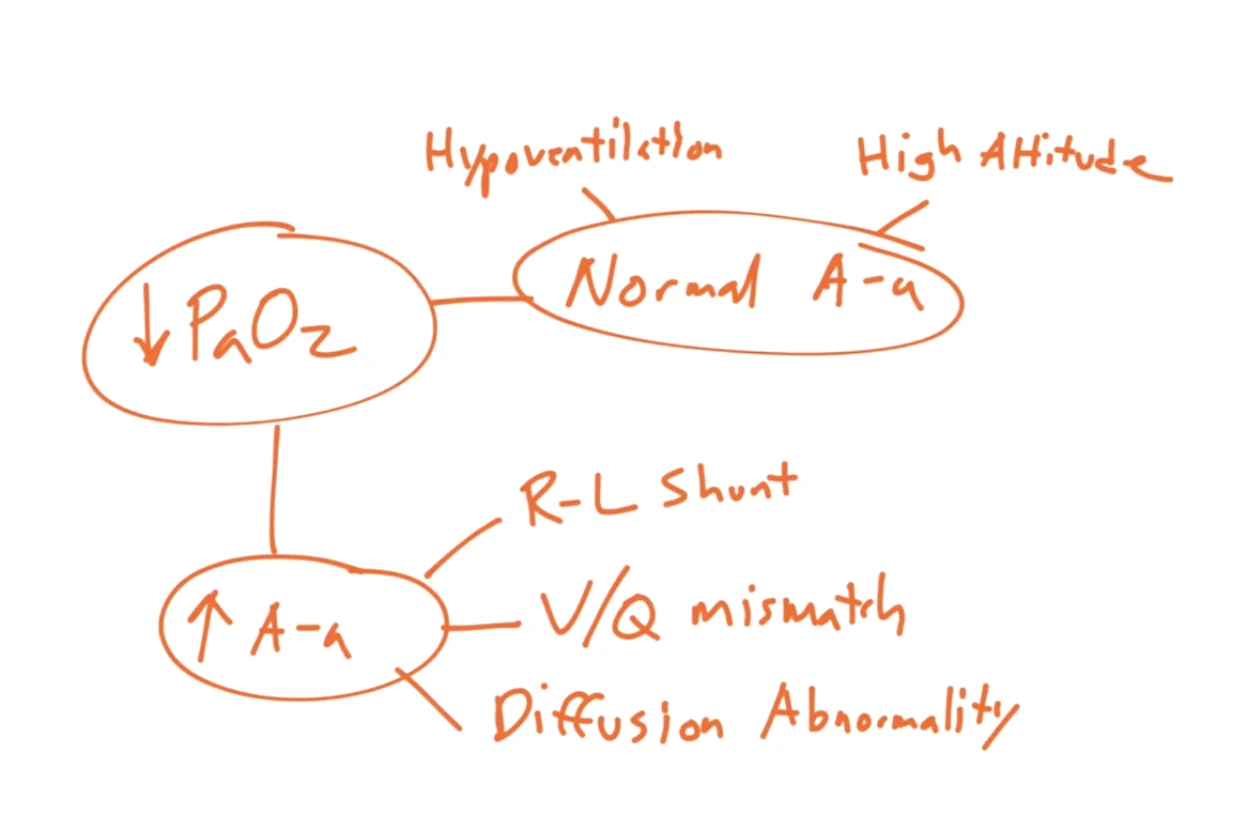 Hypoventilation
High Altitude
↓ PaO2
Normal A-a
R-L Shunt
↑ A-a
V/Q mismatch
Diffusion Abnormality